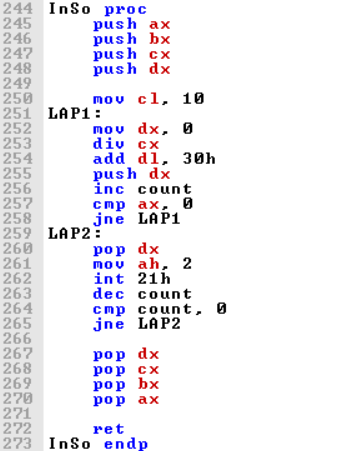 244 InSo proc
245 push ax
246 push bx
247 push cx
248 push dx
249
250 mov cl, 10
251 LAP1:
252 mov dx, 0
253 div cx
254 add dl, 30h
255 push dx
256 inc count
257 cmp ax, 0
258 jne LAP1
259 LAP2:
260 pop dx
261 mov ah, 2
262 int 21h
263 dec count
264 cmp count, 0
265 jne LAP2
266
267 pop dx
268 pop cx
269 pop bx
270 pop ax
271
272 ret
273 InSo endp